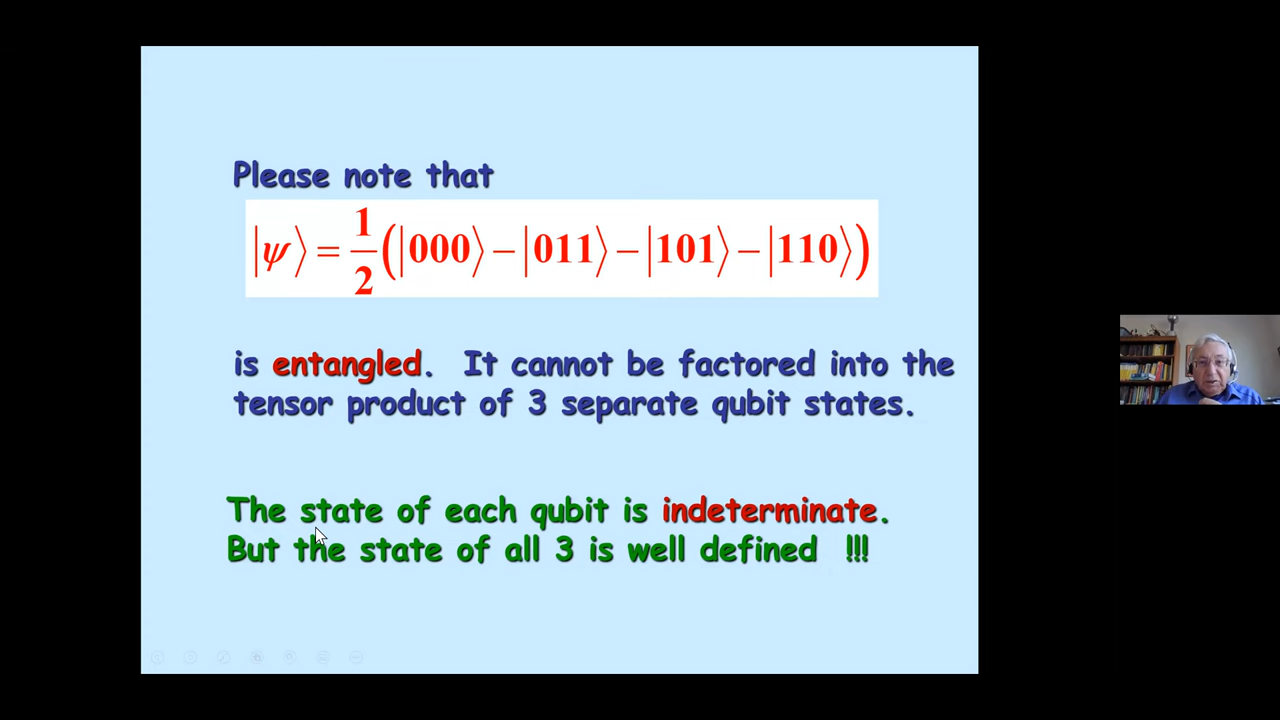 Please note that
|ψ⟩ = 1/2 (|000⟩ − |011⟩ − |101⟩ − |110⟩)
is entangled. It cannot be factored into the
tensor product of 3 separate qubit states.
The state of each qubit is indeterminate.
But the state of all 3 is well defined !!!